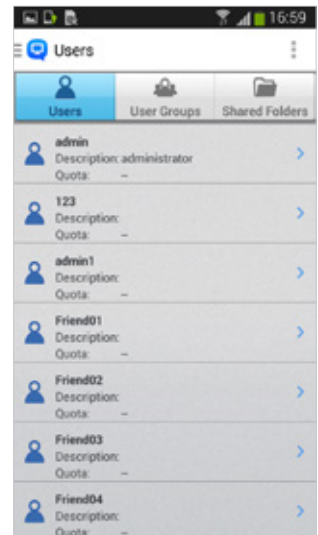 16:59
Users
Users User Groups Shared Folders
admin
Description: administrator
Quota: --
123
Description:
Quota: --
admin1
Description:
Quota: --
Friend01
Description:
Quota: --
Friend02
Description:
Quota: --
Friend03
Description:
Quota: --
Friend04
Description:
Quota: --